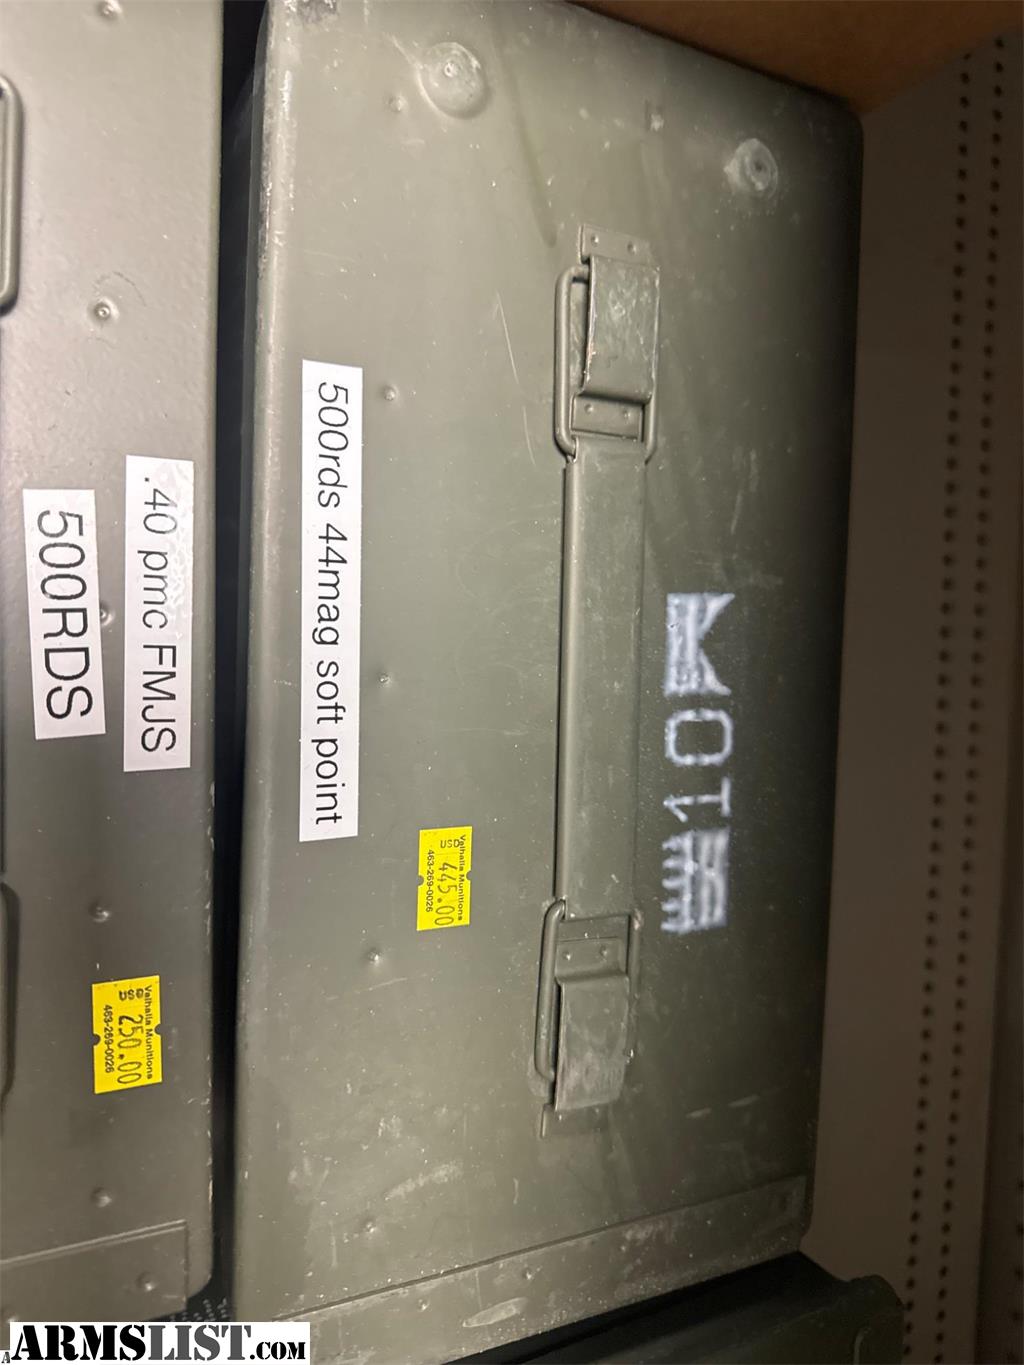 500rds 44mag soft point
Valhalla Munitions
USD 445.00
463-269-0026
.40 pmc FMJS
500RDS
Valhalla Munitions
USD 250.00
463-269-0026
01
ARMSLIST.COM